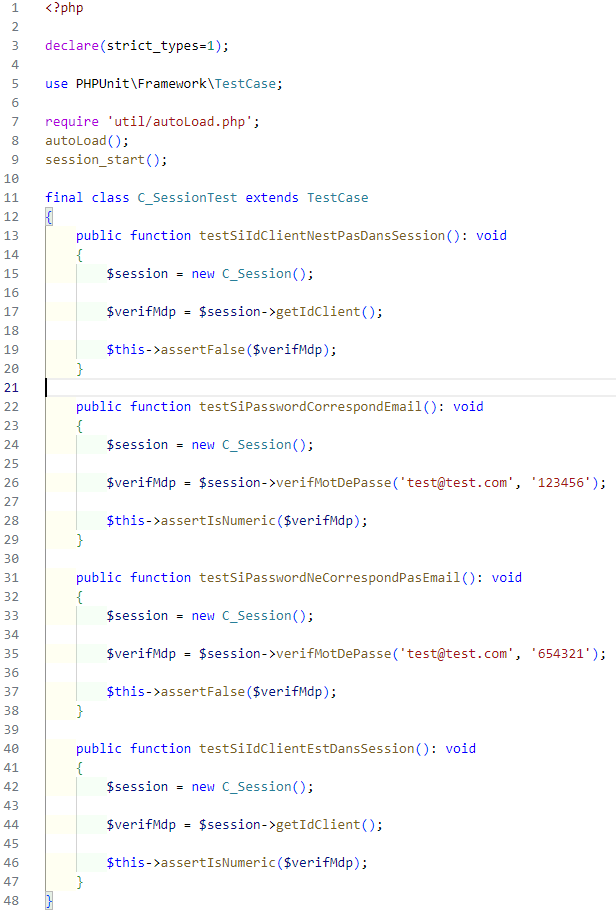 1 <?php
2
3 declare(strict_types=1);
4
5 use PHPUnit\Framework\TestCase;
6
7 require 'util/autoLoad.php';
8 autoLoad();
9 session_start();
10
11 final class C_SessionTest extends TestCase
12 {
13     public function testSiIdClientNestPasDansSession(): void
14     {
15         $session = new C_Session();
16
17         $verifMdp = $session->getIdClient();
18
19         $this->assertFalse($verifMdp);
20     }
21
22     public function testSiPasswordCorrespondEmail(): void
23     {
24         $session = new C_Session();
25
26         $verifMdp = $session->verifMotDePasse('test@test.com', '123456');
27
28         $this->assertIsNumeric($verifMdp);
29     }
30
31     public function testSiPasswordNeCorrespondPasEmail(): void
32     {
33         $session = new C_Session();
34
35         $verifMdp = $session->verifMotDePasse('test@test.com', '654321');
36
37         $this->assertFalse($verifMdp);
38     }
39
40     public function testSiIdClientEstDansSession(): void
41     {
42         $session = new C_Session();
43
44         $verifMdp = $session->getIdClient();
45
46         $this->assertIsNumeric($verifMdp);
47     }
48 }